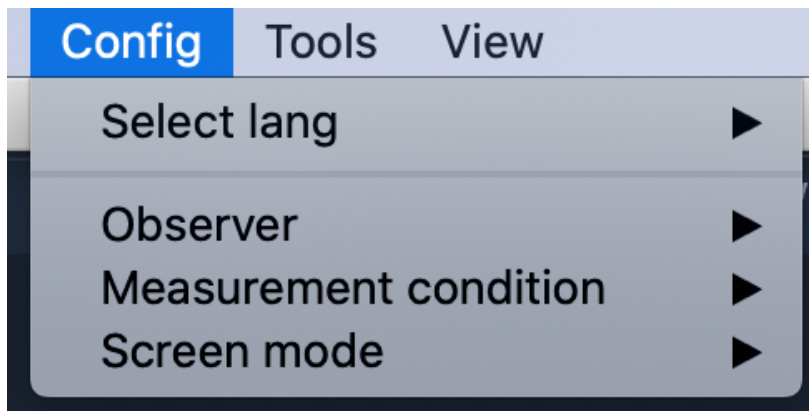 Config Tools View
Select lang
Observer
Measurement condition
Screen mode